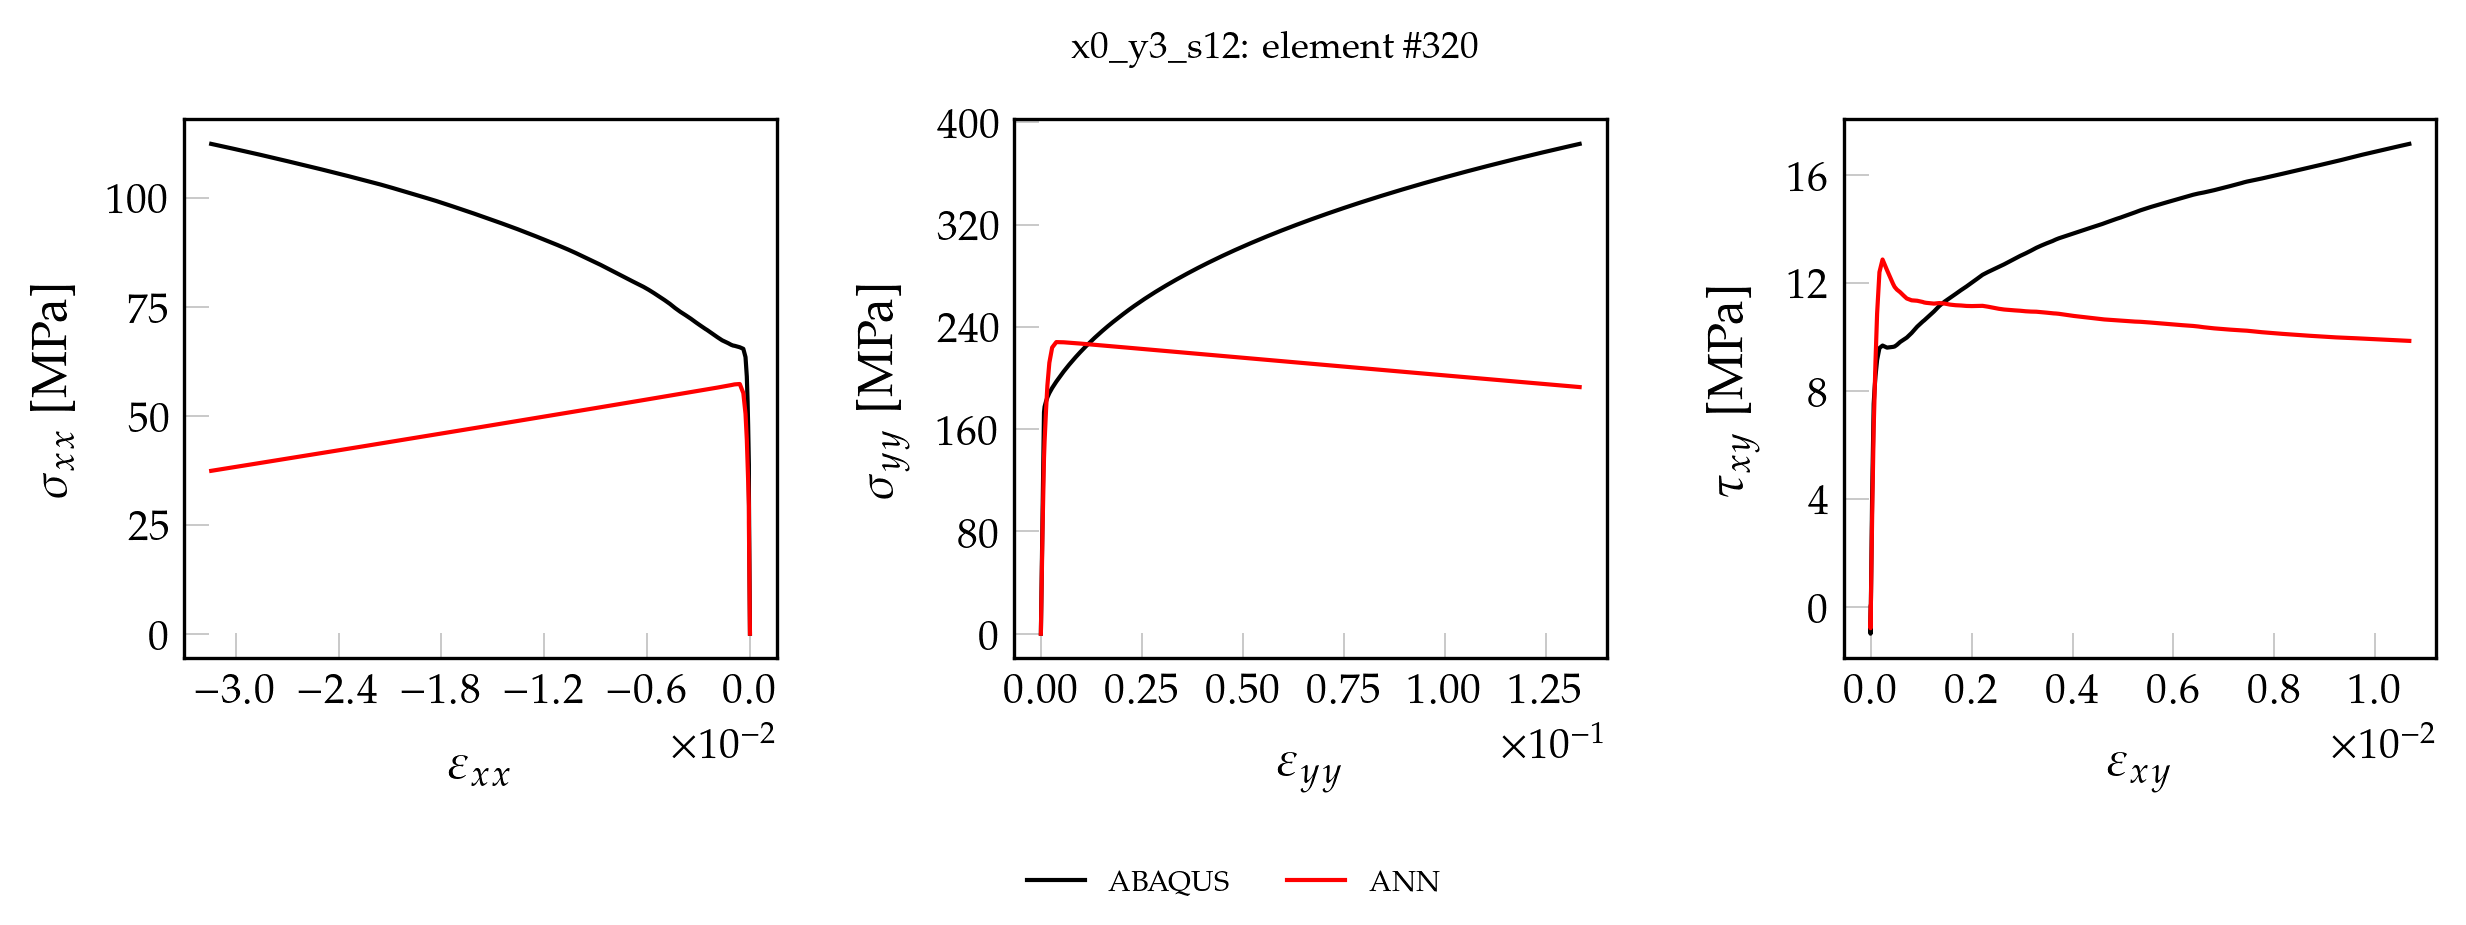 x0_y3_s12: element #320
σxx [MPa]
100
75
50
25
0
−3.0 −2.4 −1.8 −1.2 −0.6 0.0
×10−2
εxx
σyy [MPa]
400
320
240
160
80
0
0.00 0.25 0.50 0.75 1.00 1.25
×10−1
εyy
τxy [MPa]
16
12
8
4
0
0.0 0.2 0.4 0.6 0.8 1.0
×10−2
εxy
ABAQUS ANN